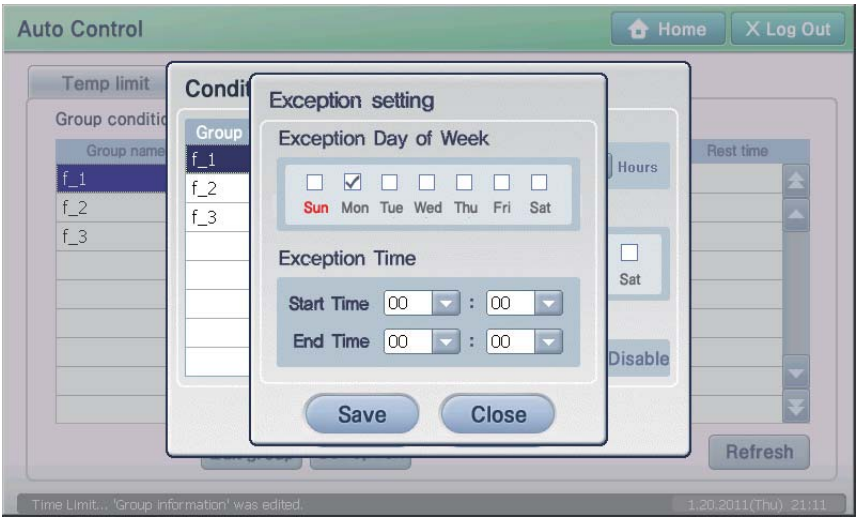 Auto Control
Home
X Log Out
Temp limit
Exception setting
Group
Exception Day of Week
Group name
Rest time
f_1
f_1
Hours
f_2
f_2
Sun Mon Tue Wed Thu Fri Sat
f_3
f_3
Exception Time
Sat
Start Time 00 : 00
End Time 00 : 00
Disable
Save
Close
Refresh
Time Limit... 'Group information' was edited.
1.20.2011(Thu) 21:11